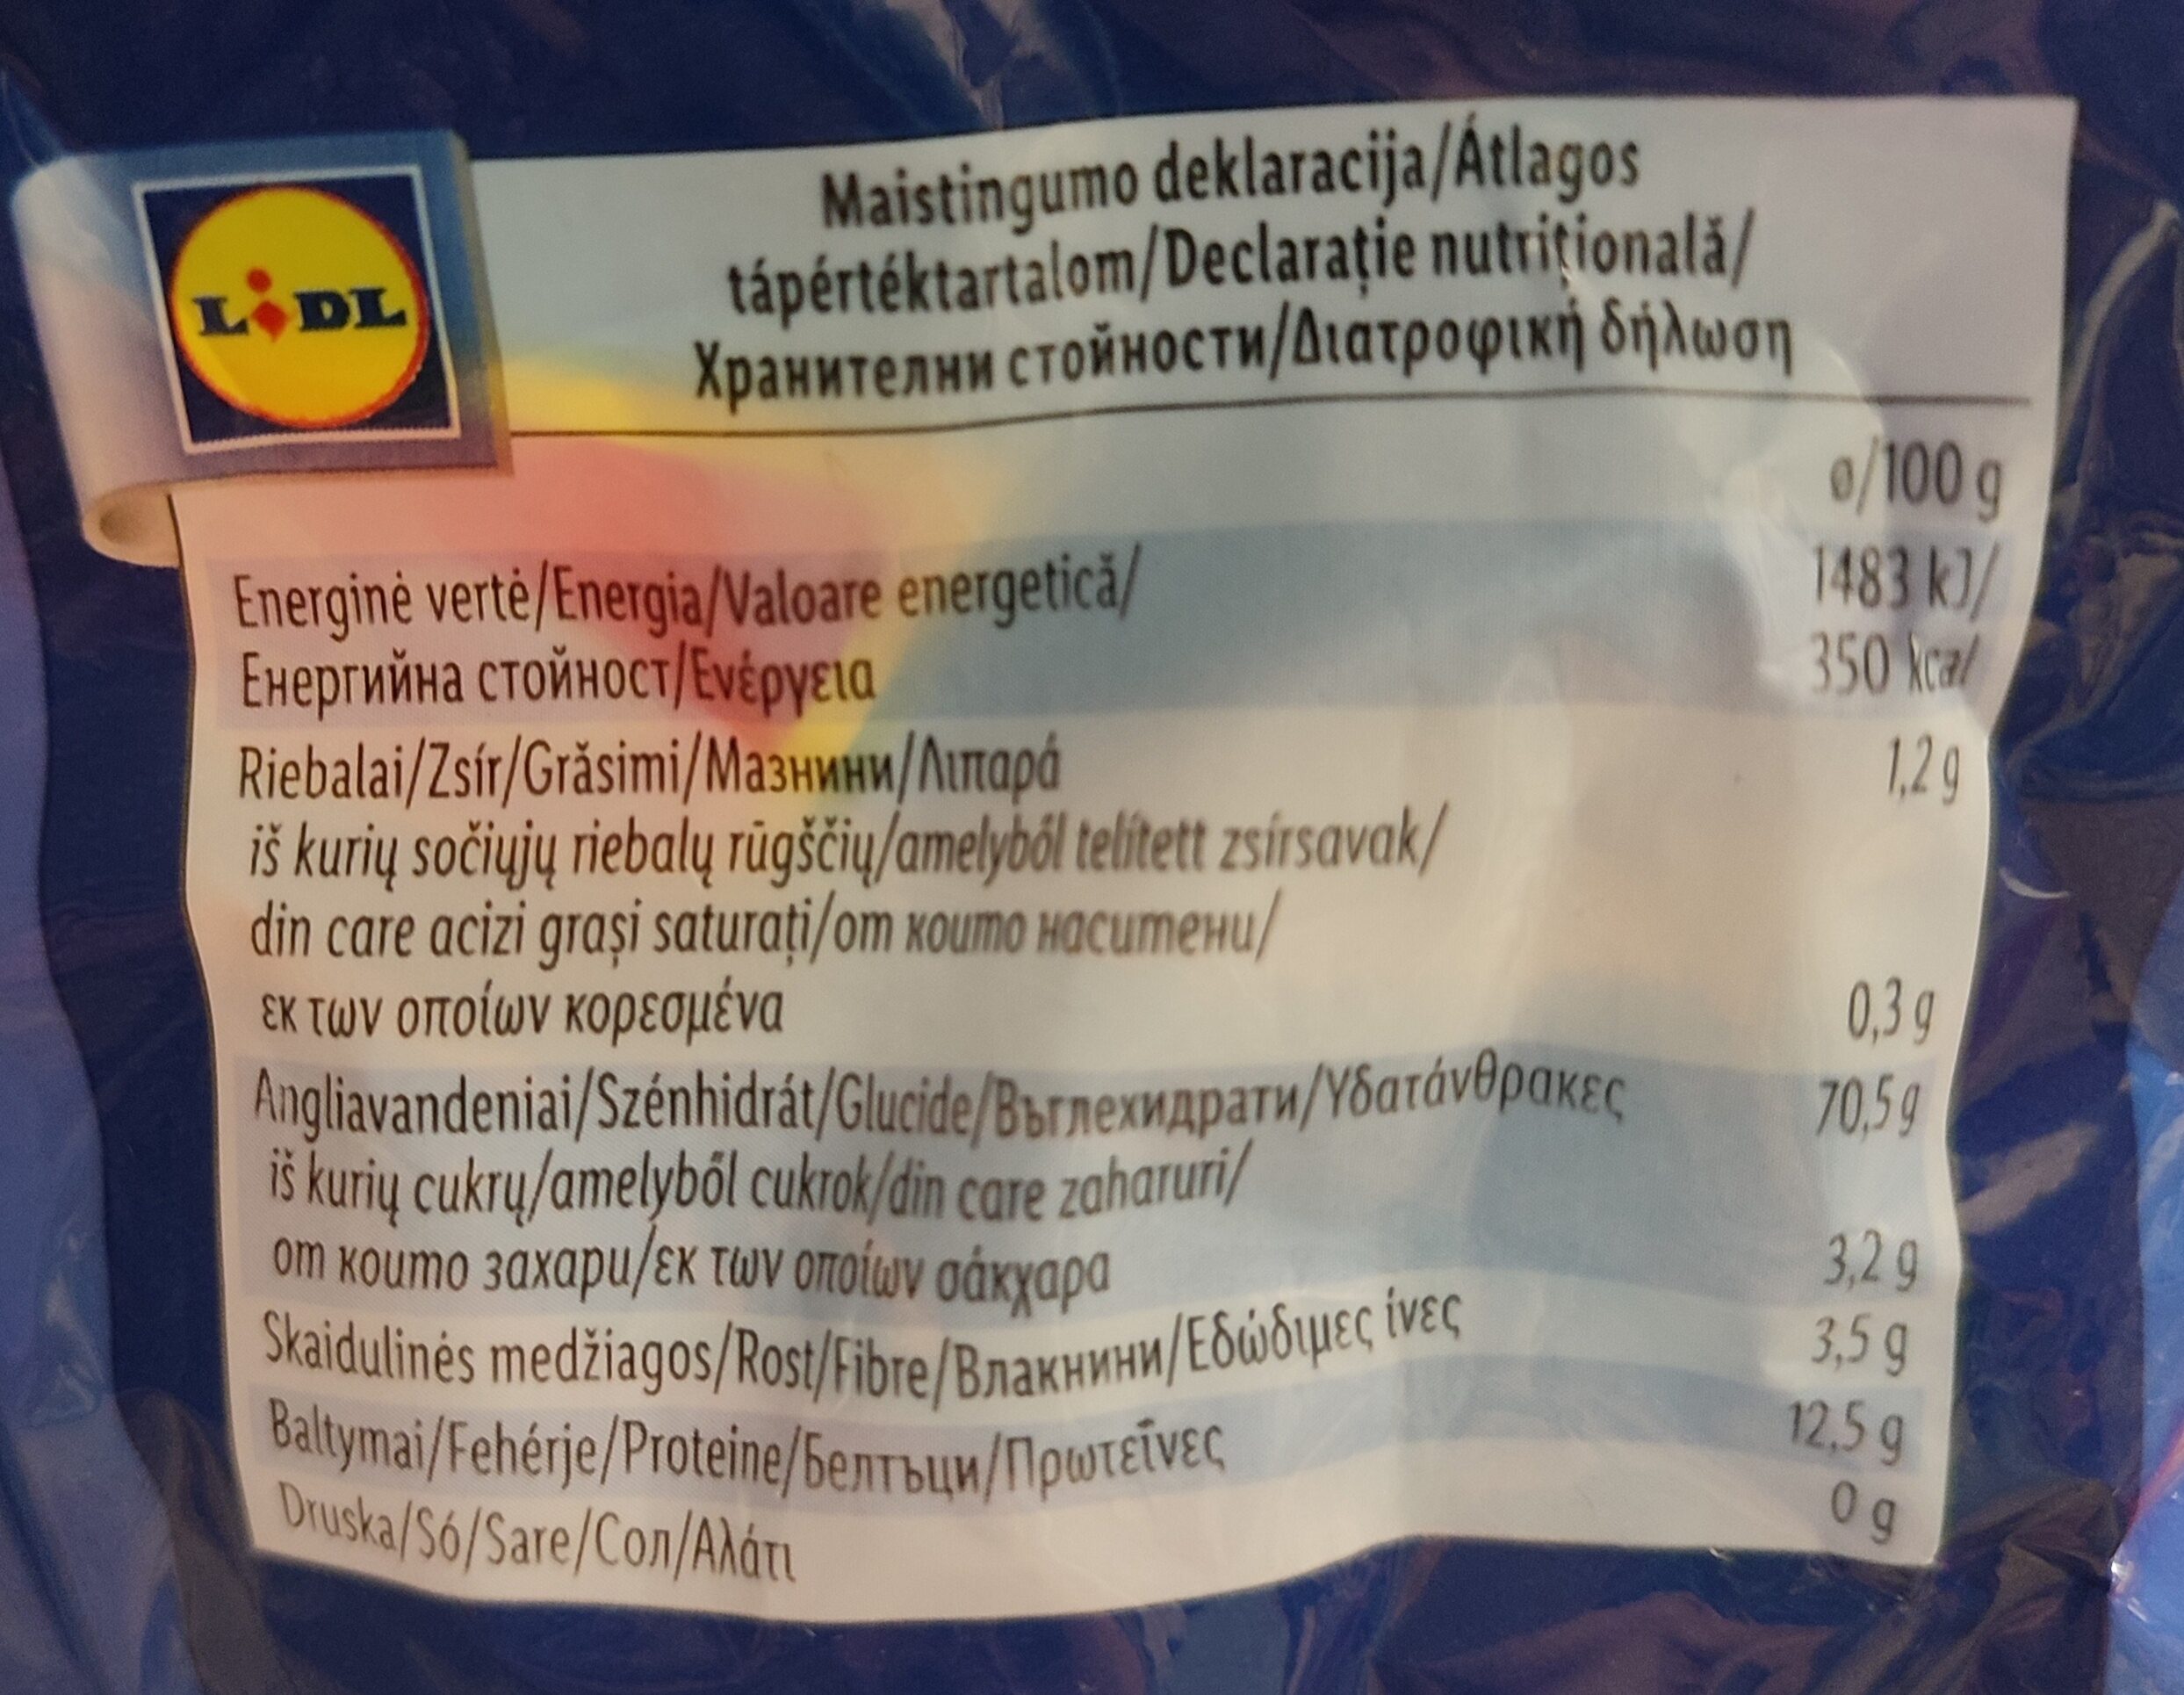 LIDL
Maistingumo deklaracija/Átlagos
tápértéktartalom/Declarație nutrițională/
Хранителни стойности/Διατροφική δήλωση
ø/100 g
Energinė vertė/Energia/Valoare energetică/ 1483 kJ/
Енергийна стойност/Ενέργεια 350 kcal
Riebalai/Zsír/Grăsimi/Мазнини/Λιπαρά 1,2 g
iš kurių sočiųjų riebalų rūgščių/amelyből telített zsírsavak/
din care acizi grași saturați/от които наситени/
εκ των οποίων κορεσμένα 0,3 g
Angliavandeniai/Szénhidrát/Glucide/Въглехидрати/Υδατάνθρακες 70,5 g
iš kurių cukrų/amelyből cukrok/din care zaharuri/
от които захари/εκ των οποίων σάκχαρα 3,2 g
Skaidulinės medžiagos/Rost/Fibre/Влакнини/Εδώδιμες ίνες 3,5 g
Baltymai/Fehérje/Proteine/Белтъци/Πρωτεΐνες 12,5 g
Druska/Só/Sare/Сол/Αλάτι 0 g